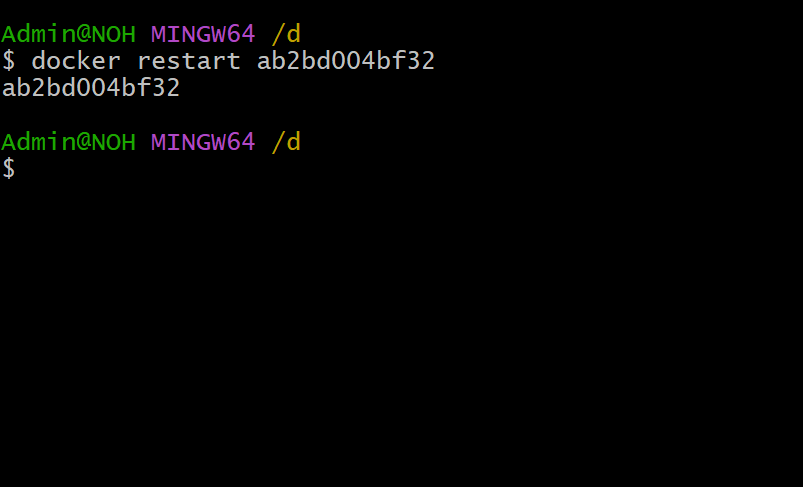 Admin@NOH MINGW64 /d
$ docker restart ab2bd004bf32
ab2bd004bf32
Admin@NOH MINGW64 /d
$